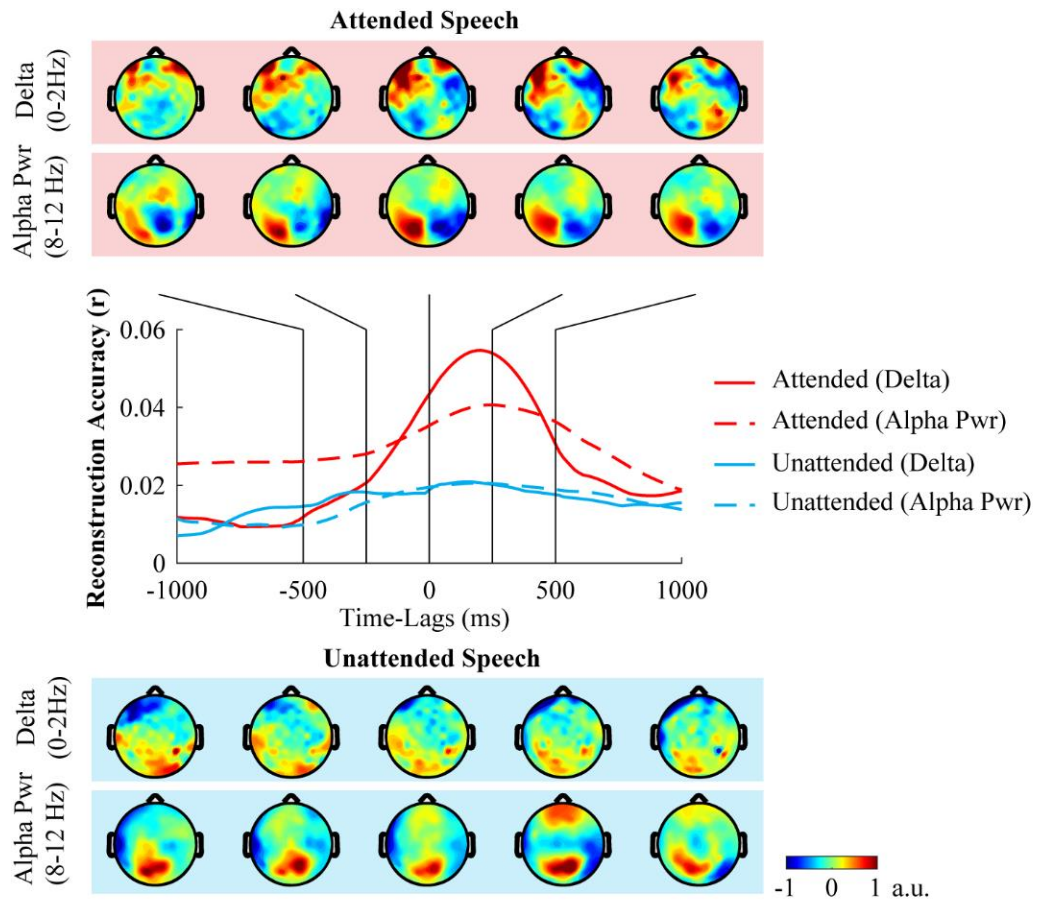 Attended Speech
Delta
(0-2Hz)
Alpha Pwr
(8-12 Hz)
Reconstruction Accuracy (r)
0.06
0.04
0.02
0
-1000
-500
0
500
1000
Time-Lags (ms)
Attended (Delta)
Attended (Alpha Pwr)
Unattended (Delta)
Unattended (Alpha Pwr)
Unattended Speech
Delta
(0-2Hz)
Alpha Pwr
(8-12 Hz)
-1 0 1 a.u.